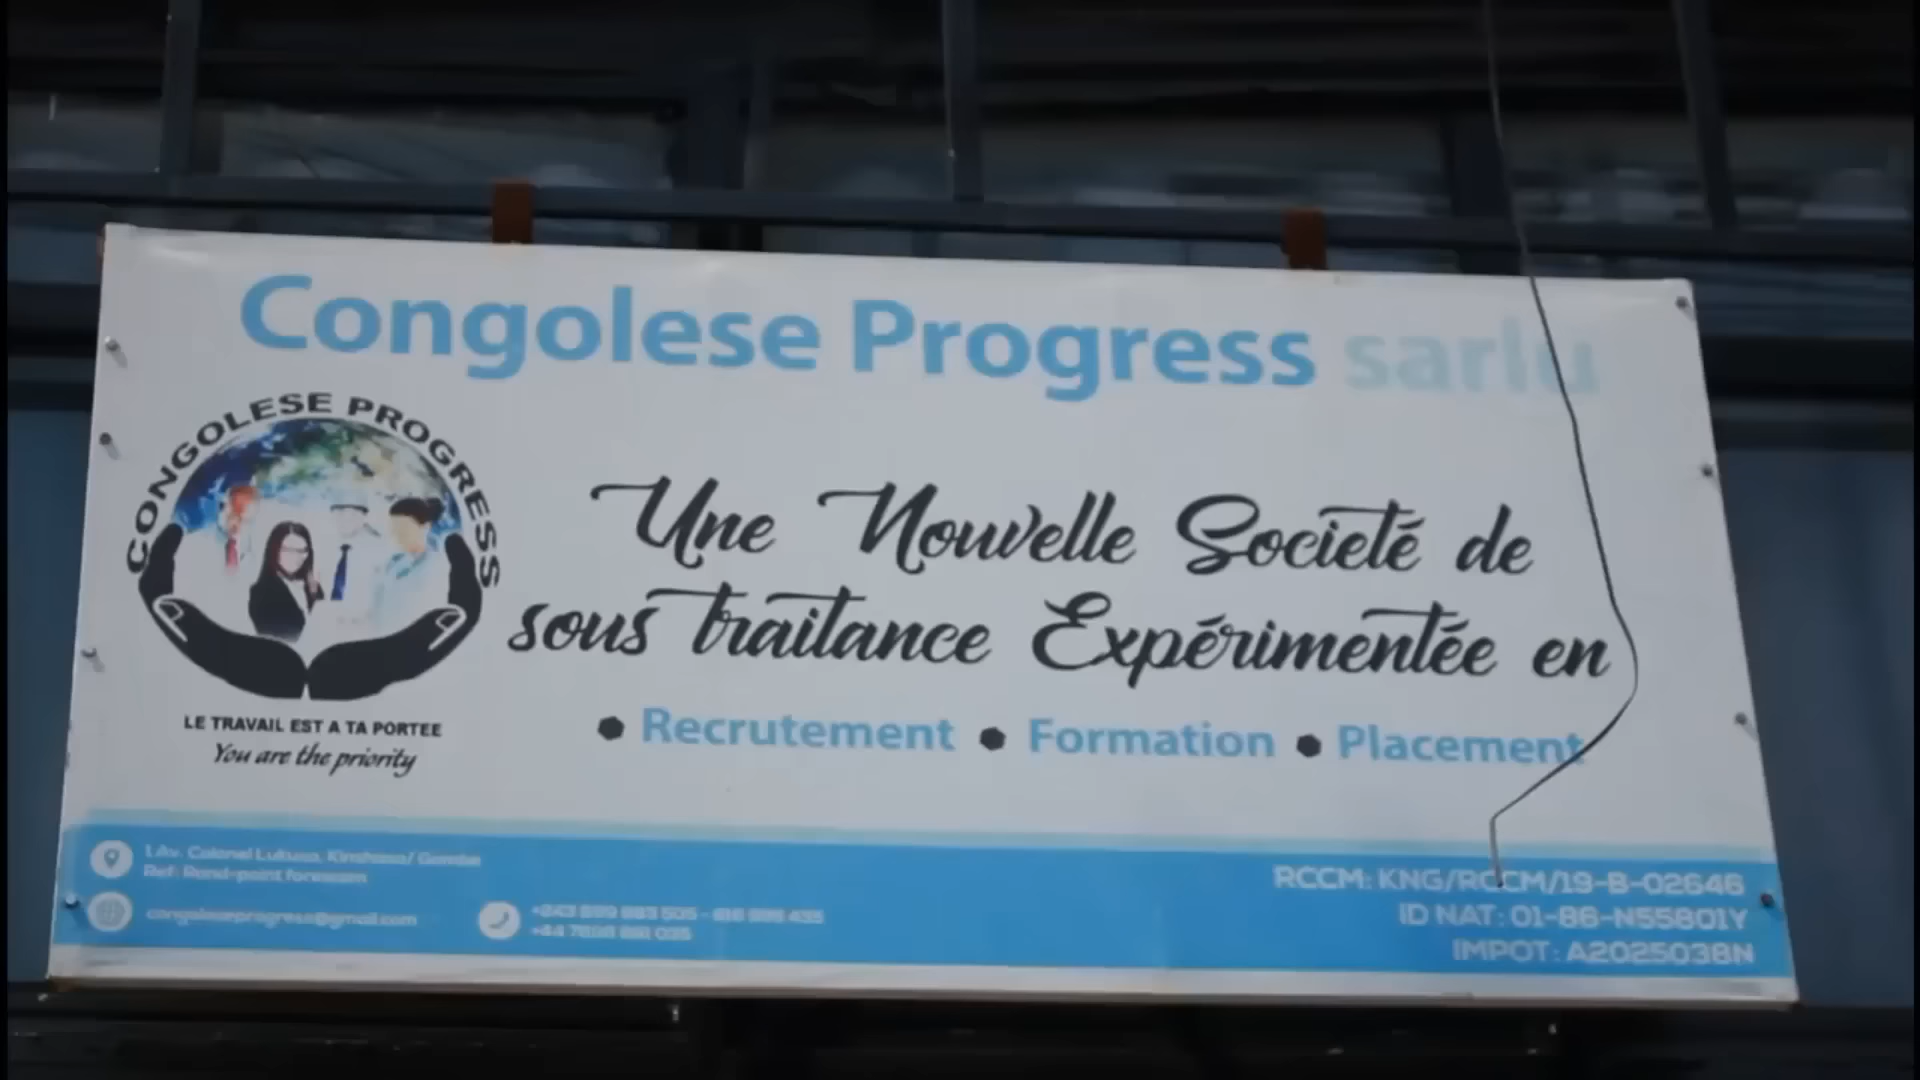 Congolese Progress sarlu
CONGOLESE PROGRESS
Une Nouvelle Societé de
sous traitance Expérimentée en
• Recrutement • Formation • Placement
LE TRAVAIL EST A TA PORTEE
You are the priority
1,Av. Colonel Lukusa, Kinshasa/ Gombe
Ref: Rond-point forescom
congoleseprogress@gmail.com
RCCM: KNG/RCCM/19-B-02646
ID NAT: 01-86-N55801Y
IMPOT: A2025038N